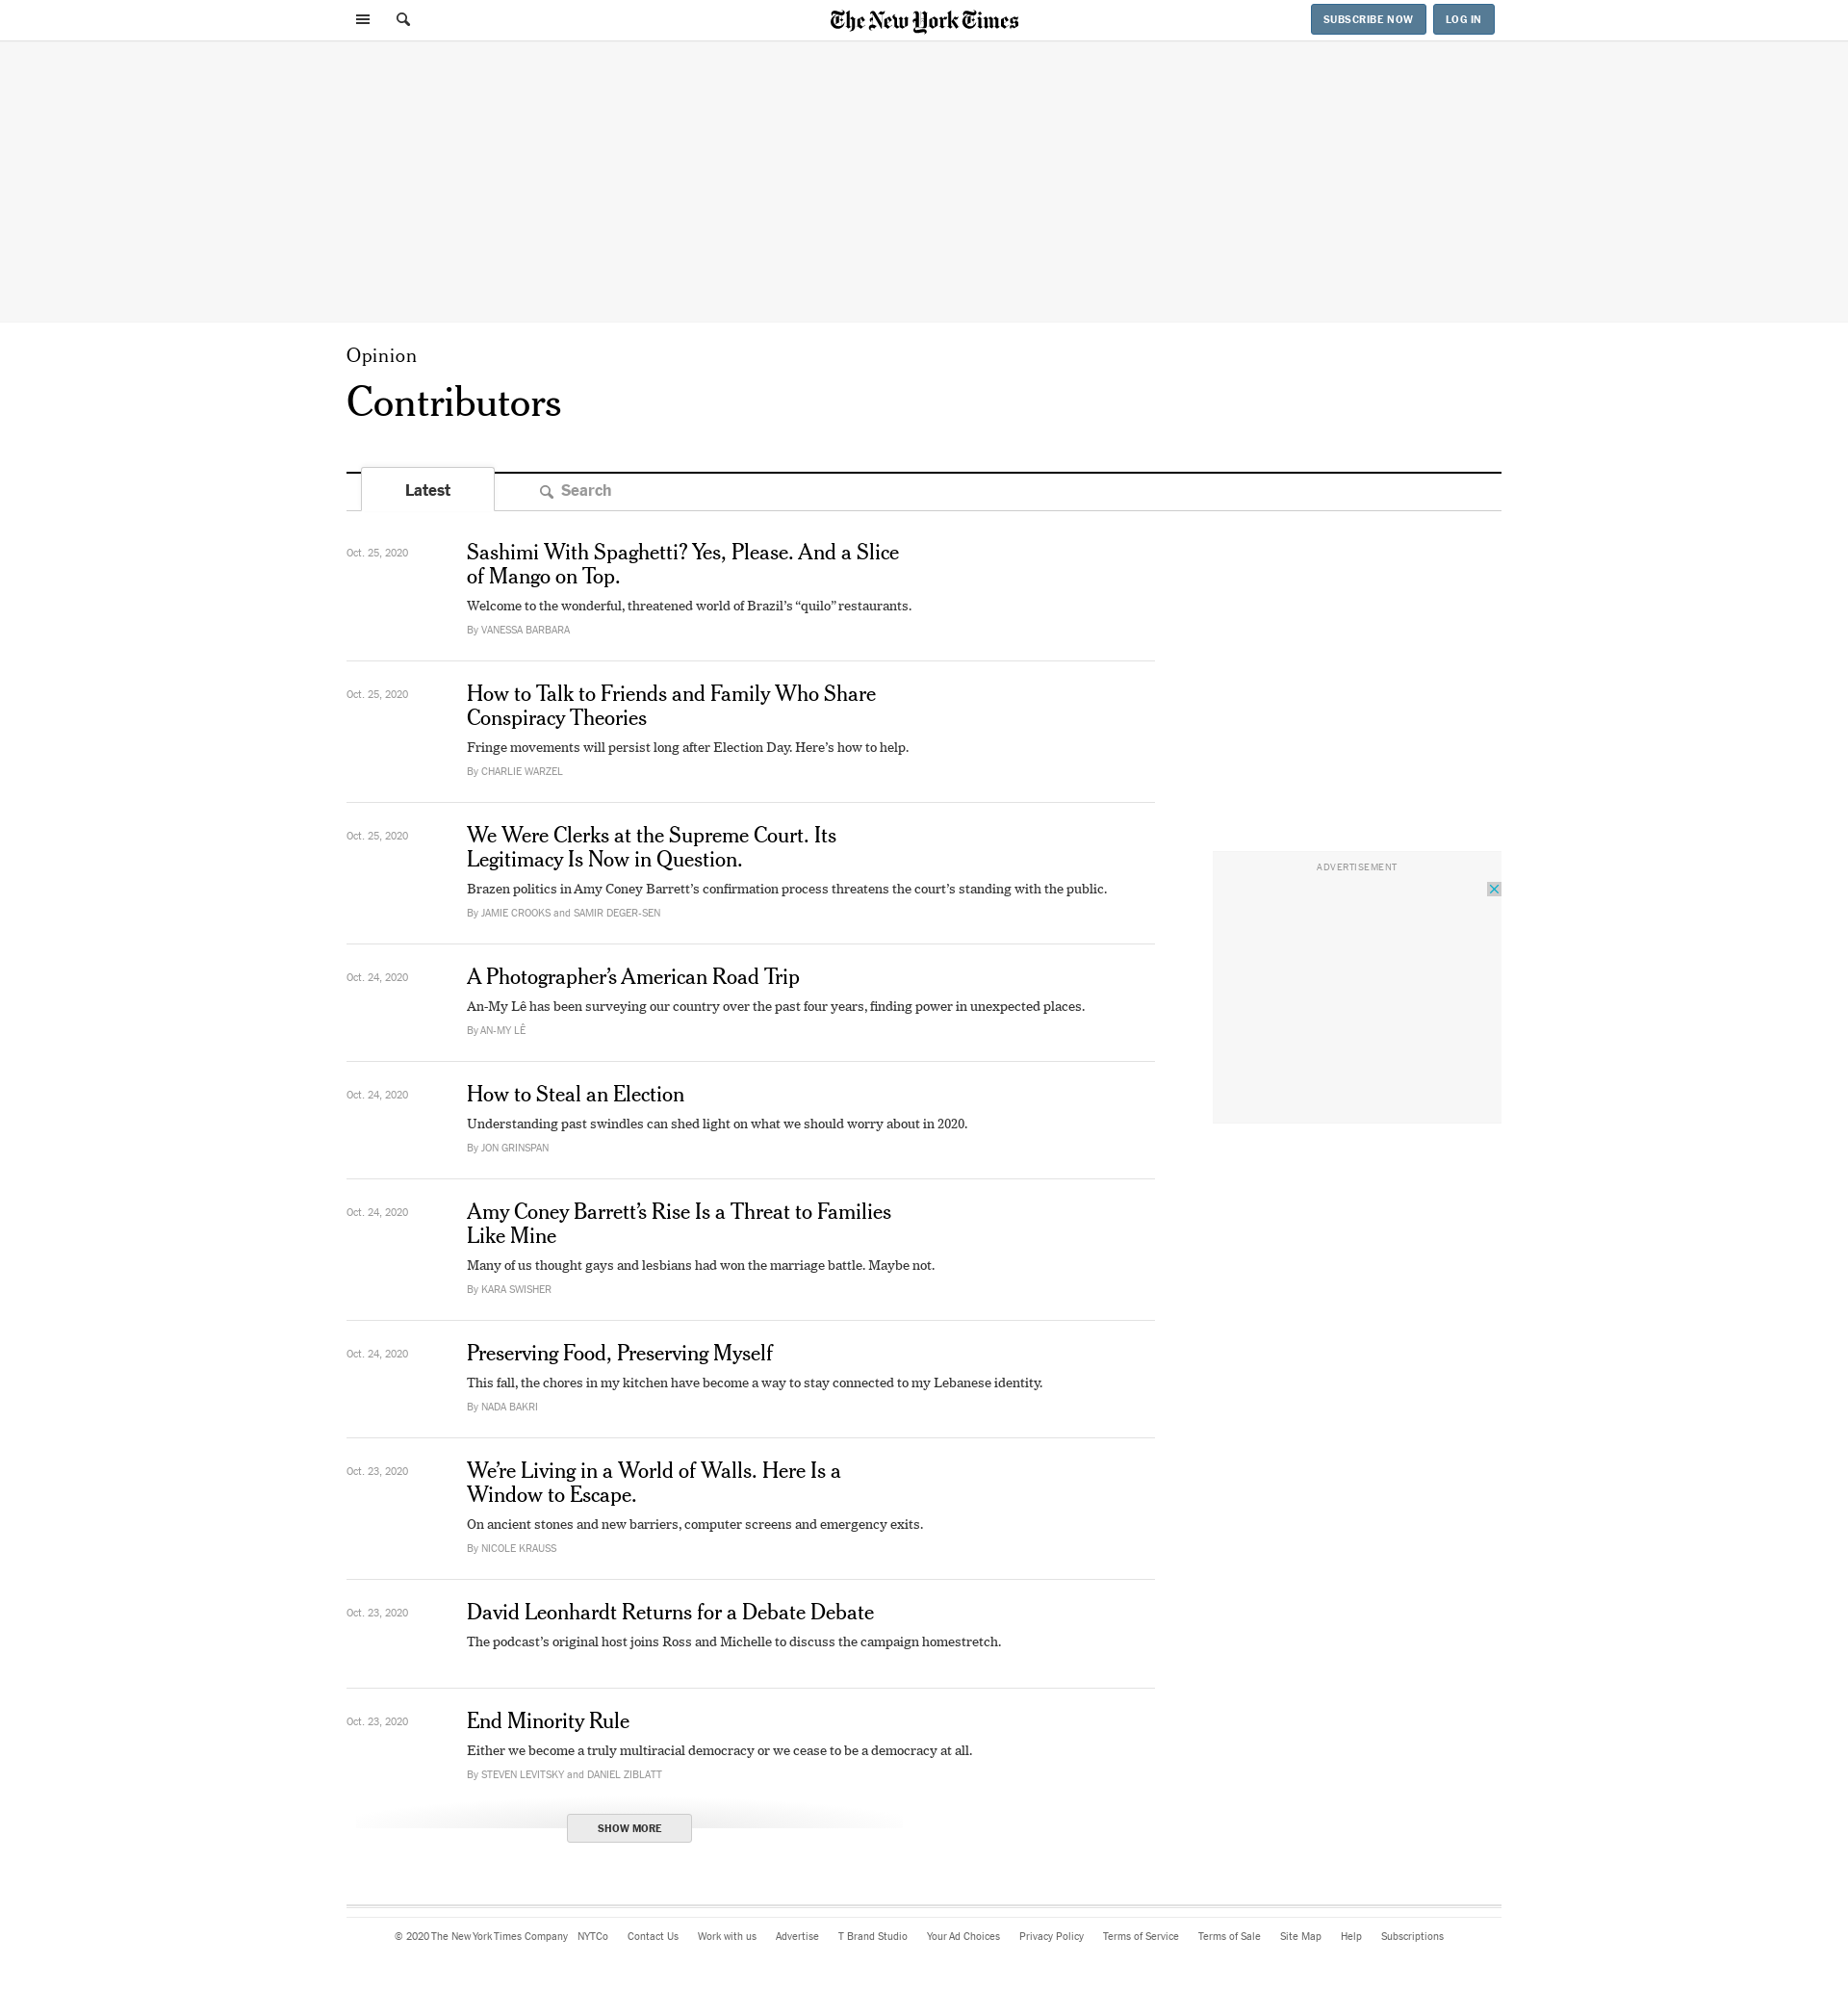 The New York Times
SUBSCRIBE NOW
LOG IN
Opinion
Contributors
Latest
Search
Oct. 25, 2020
Sashimi With Spaghetti? Yes, Please. And a Slice
of Mango on Top.
Welcome to the wonderful, threatened world of Brazil’s “quilo” restaurants.
By VANESSA BARBARA
Oct. 25, 2020
How to Talk to Friends and Family Who Share
Conspiracy Theories
Fringe movements will persist long after Election Day. Here’s how to help.
By CHARLIE WARZEL
Oct. 25, 2020
We Were Clerks at the Supreme Court. Its
Legitimacy Is Now in Question.
Brazen politics in Amy Coney Barrett’s confirmation process threatens the court’s standing with the public.
By JAMIE CROOKS and SAMIR DEGER-SEN
ADVERTISEMENT
Oct. 24, 2020
A Photographer’s American Road Trip
An-My Lê has been surveying our country over the past four years, finding power in unexpected places.
By AN-MY LÊ
Oct. 24, 2020
How to Steal an Election
Understanding past swindles can shed light on what we should worry about in 2020.
By JON GRINSPAN
Oct. 24, 2020
Amy Coney Barrett’s Rise Is a Threat to Families
Like Mine
Many of us thought gays and lesbians had won the marriage battle. Maybe not.
By KARA SWISHER
Oct. 24, 2020
Preserving Food, Preserving Myself
This fall, the chores in my kitchen have become a way to stay connected to my Lebanese identity.
By NADA BAKRI
Oct. 23, 2020
We’re Living in a World of Walls. Here Is a
Window to Escape.
On ancient stones and new barriers, computer screens and emergency exits.
By NICOLE KRAUSS
Oct. 23, 2020
David Leonhardt Returns for a Debate Debate
The podcast’s original host joins Ross and Michelle to discuss the campaign homestretch.
Oct. 23, 2020
End Minority Rule
Either we become a truly multiracial democracy or we cease to be a democracy at all.
By STEVEN LEVITSKY and DANIEL ZIBLATT
SHOW MORE
© 2020 The New York Times Company NYTCo Contact Us Work with us Advertise T Brand Studio Your Ad Choices Privacy Policy Terms of Service Terms of Sale Site Map Help Subscriptions